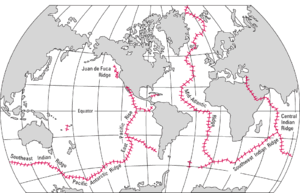 Juan de Fuca
Ridge
Equator
Mid-Atlantic
Ridge
East Pacific Rise
Central
Indian
Ridge
Southeast Indian Ridge
Pacific Antarctic Ridge
Southwest Indian Ridge